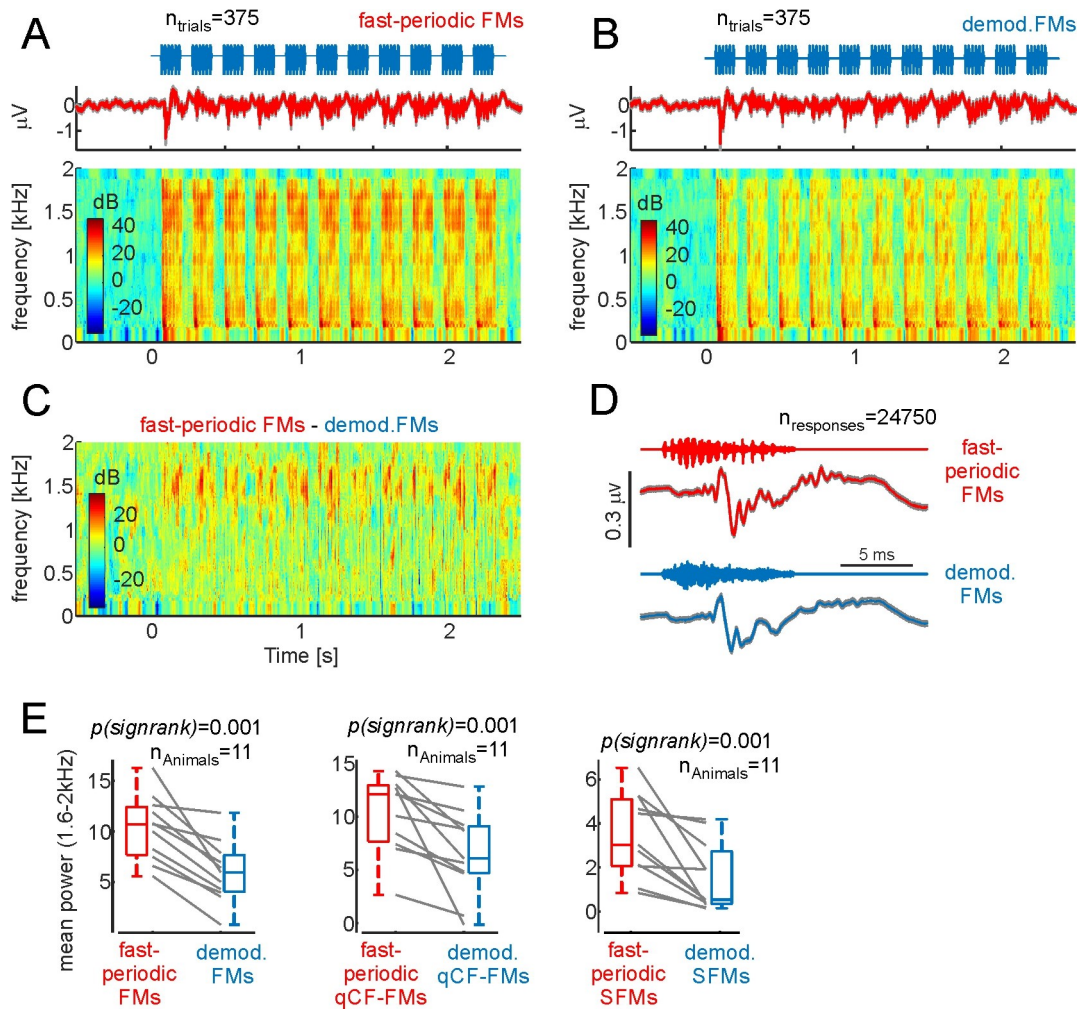 A
n_trials=375
fast-periodic FMs
μV
0
-1
frequency [kHz]
2
1.5
1
0.5
0
dB
40
20
0
-20
0
1
2
B
n_trials=375
demod.FMs
μV
0
-1
frequency [kHz]
2
1.5
1
0.5
0
dB
40
20
0
-20
0
1
2
C
fast-periodic FMs - demod.FMs
frequency [kHz]
2
1.5
1
0.5
0
dB
20
0
-20
0
1
2
Time [s]
D
n_responses=24750
fast-
periodic
FMs
0.3 μv
5 ms
demod.
FMs
E
p(signrank)=0.001
n_Animals=11
mean power (1.6-2kHz)
15
10
5
fast-
periodic
FMs
demod.
FMs
p(signrank)=0.001
n_Animals=11
15
10
5
0
fast-
periodic
qCF-FMs
demod.
qCF-FMs
p(signrank)=0.001
n_Animals=11
6
4
2
0
fast-
periodic
SFMs
demod.
SFMs